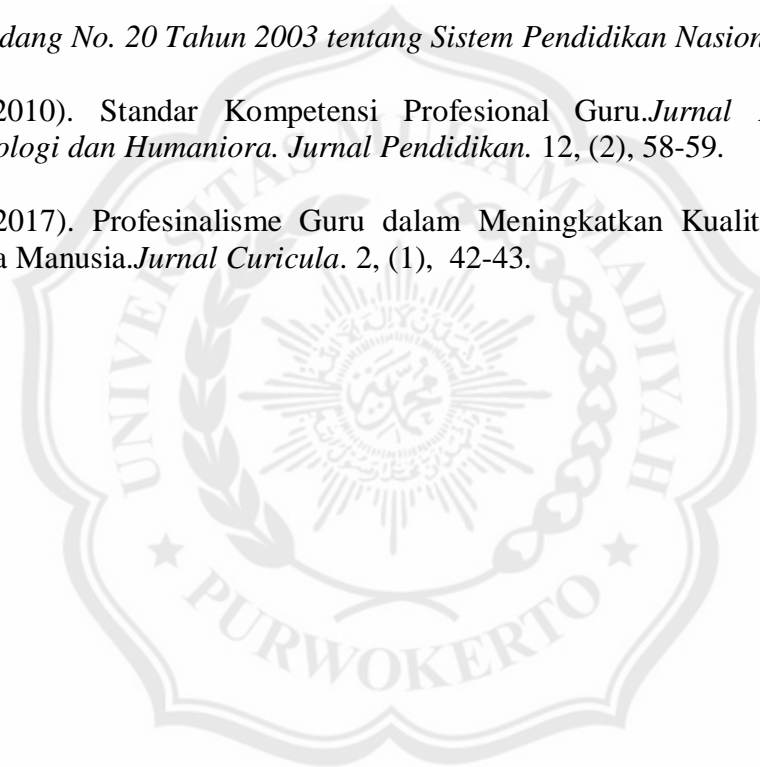 dang No. 20 Tahun 2003 tentang Sistem Pendidikan Nasion
2010). Standar Kompetensi Profesional Guru.Jurnal
ologi dan Humaniora. Jurnal Pendidikan. 12, (2), 58-59.
2017). Profesinalisme Guru dalam Meningkatkan Kualit
a Manusia.Jurnal Curicula. 2, (1), 42-43.
UNIVERSITAS MUHAMMADIYAH
PURWOKERTO